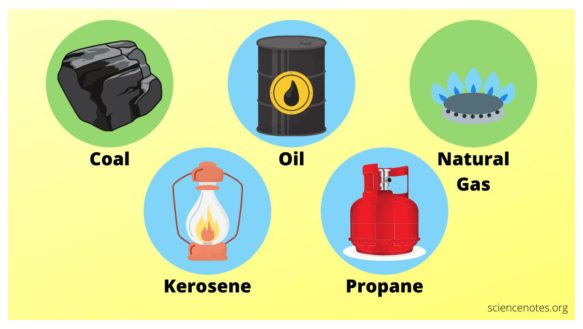 Coal
Oil
Natural
Gas
Kerosene
Propane
sciencenotes.org